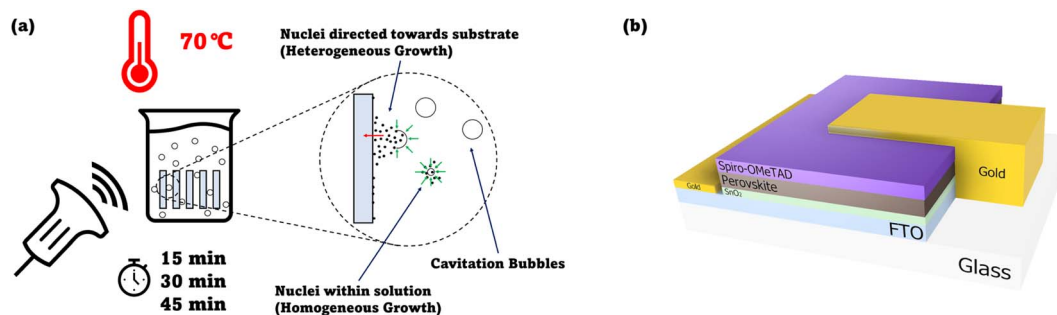 (a)
70 °C
Nuclei directed towards substrate
(Heterogeneous Growth)
Cavitation Bubbles
15 min
30 min
45 min
Nuclei within solution
(Homogeneous Growth)
(b)
Gold
Spiro-OMeTAD
Perovskite
Gold
SnO₂
FTO
Glass